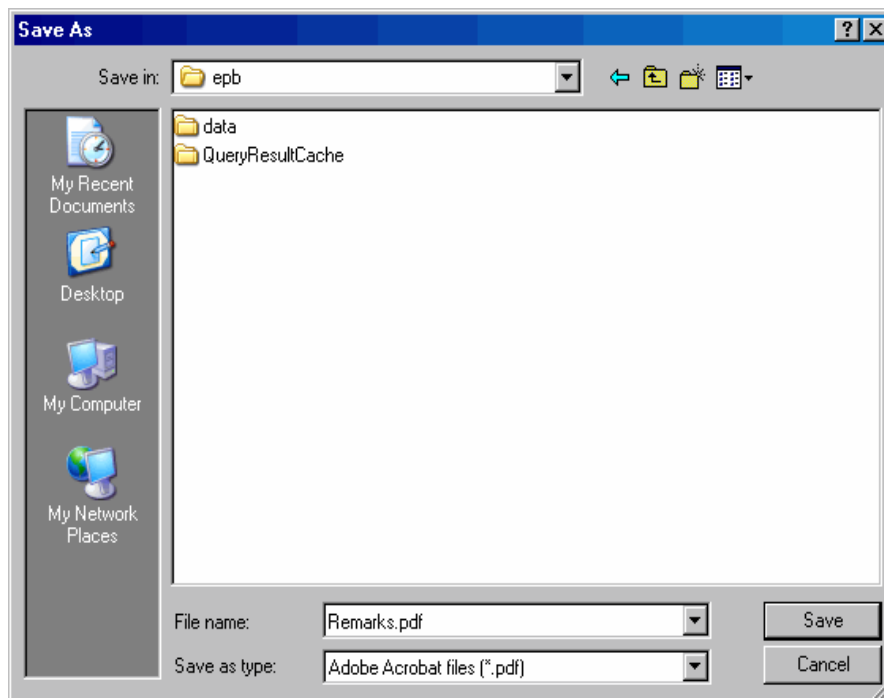 Save As
Save in: epb
data
QueryResultCache
My Recent
Documents
Desktop
My Computer
My Network
Places
File name: Remarks.pdf Save
Save as type: Adobe Acrobat files (*.pdf) Cancel